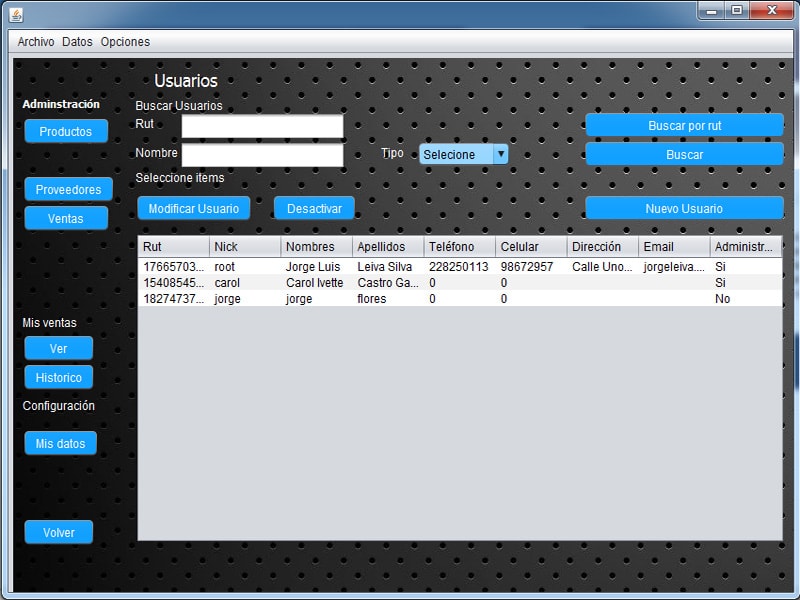 Archivo Datos Opciones
Usuarios
Adminstración
Buscar Usuarios
Productos
Rut
Buscar por rut
Nombre
Tipo
Selecione
Buscar
Seleccione items
Proveedores
Modificar Usuario
Desactivar
Nuevo Usuario
Ventas
Rut Nick Nombres Apellidos Teléfono Celular Dirección Email Administr...
17665703... root Jorge Luis Leiva Silva 228250113 98672957 Calle Uno... jorgeleiva.... Si
15408545... carol Carol Ivette Castro Ga... 0 0 Si
18274737... jorge jorge flores 0 0 No
Mis ventas
Ver
Historico
Configuración
Mis datos
Volver